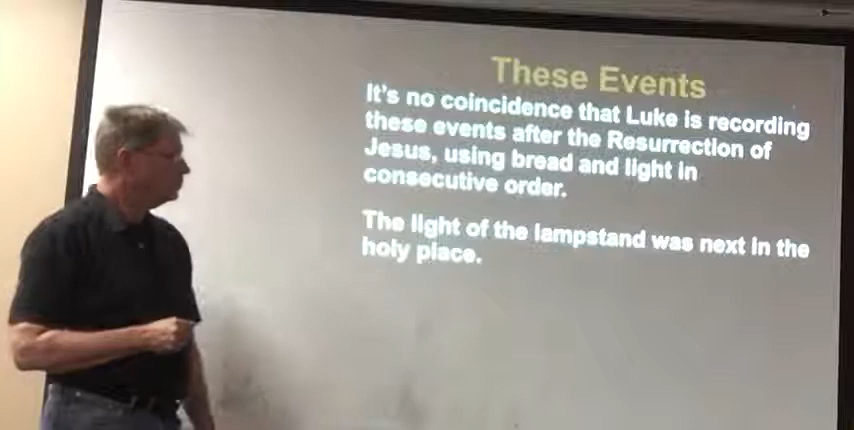 These Events
It's no coincidence that Luke is recording
these events after the Resurrection of
Jesus, using bread and light in
consecutive order.
The light of the lampstand was next in the
holy place.